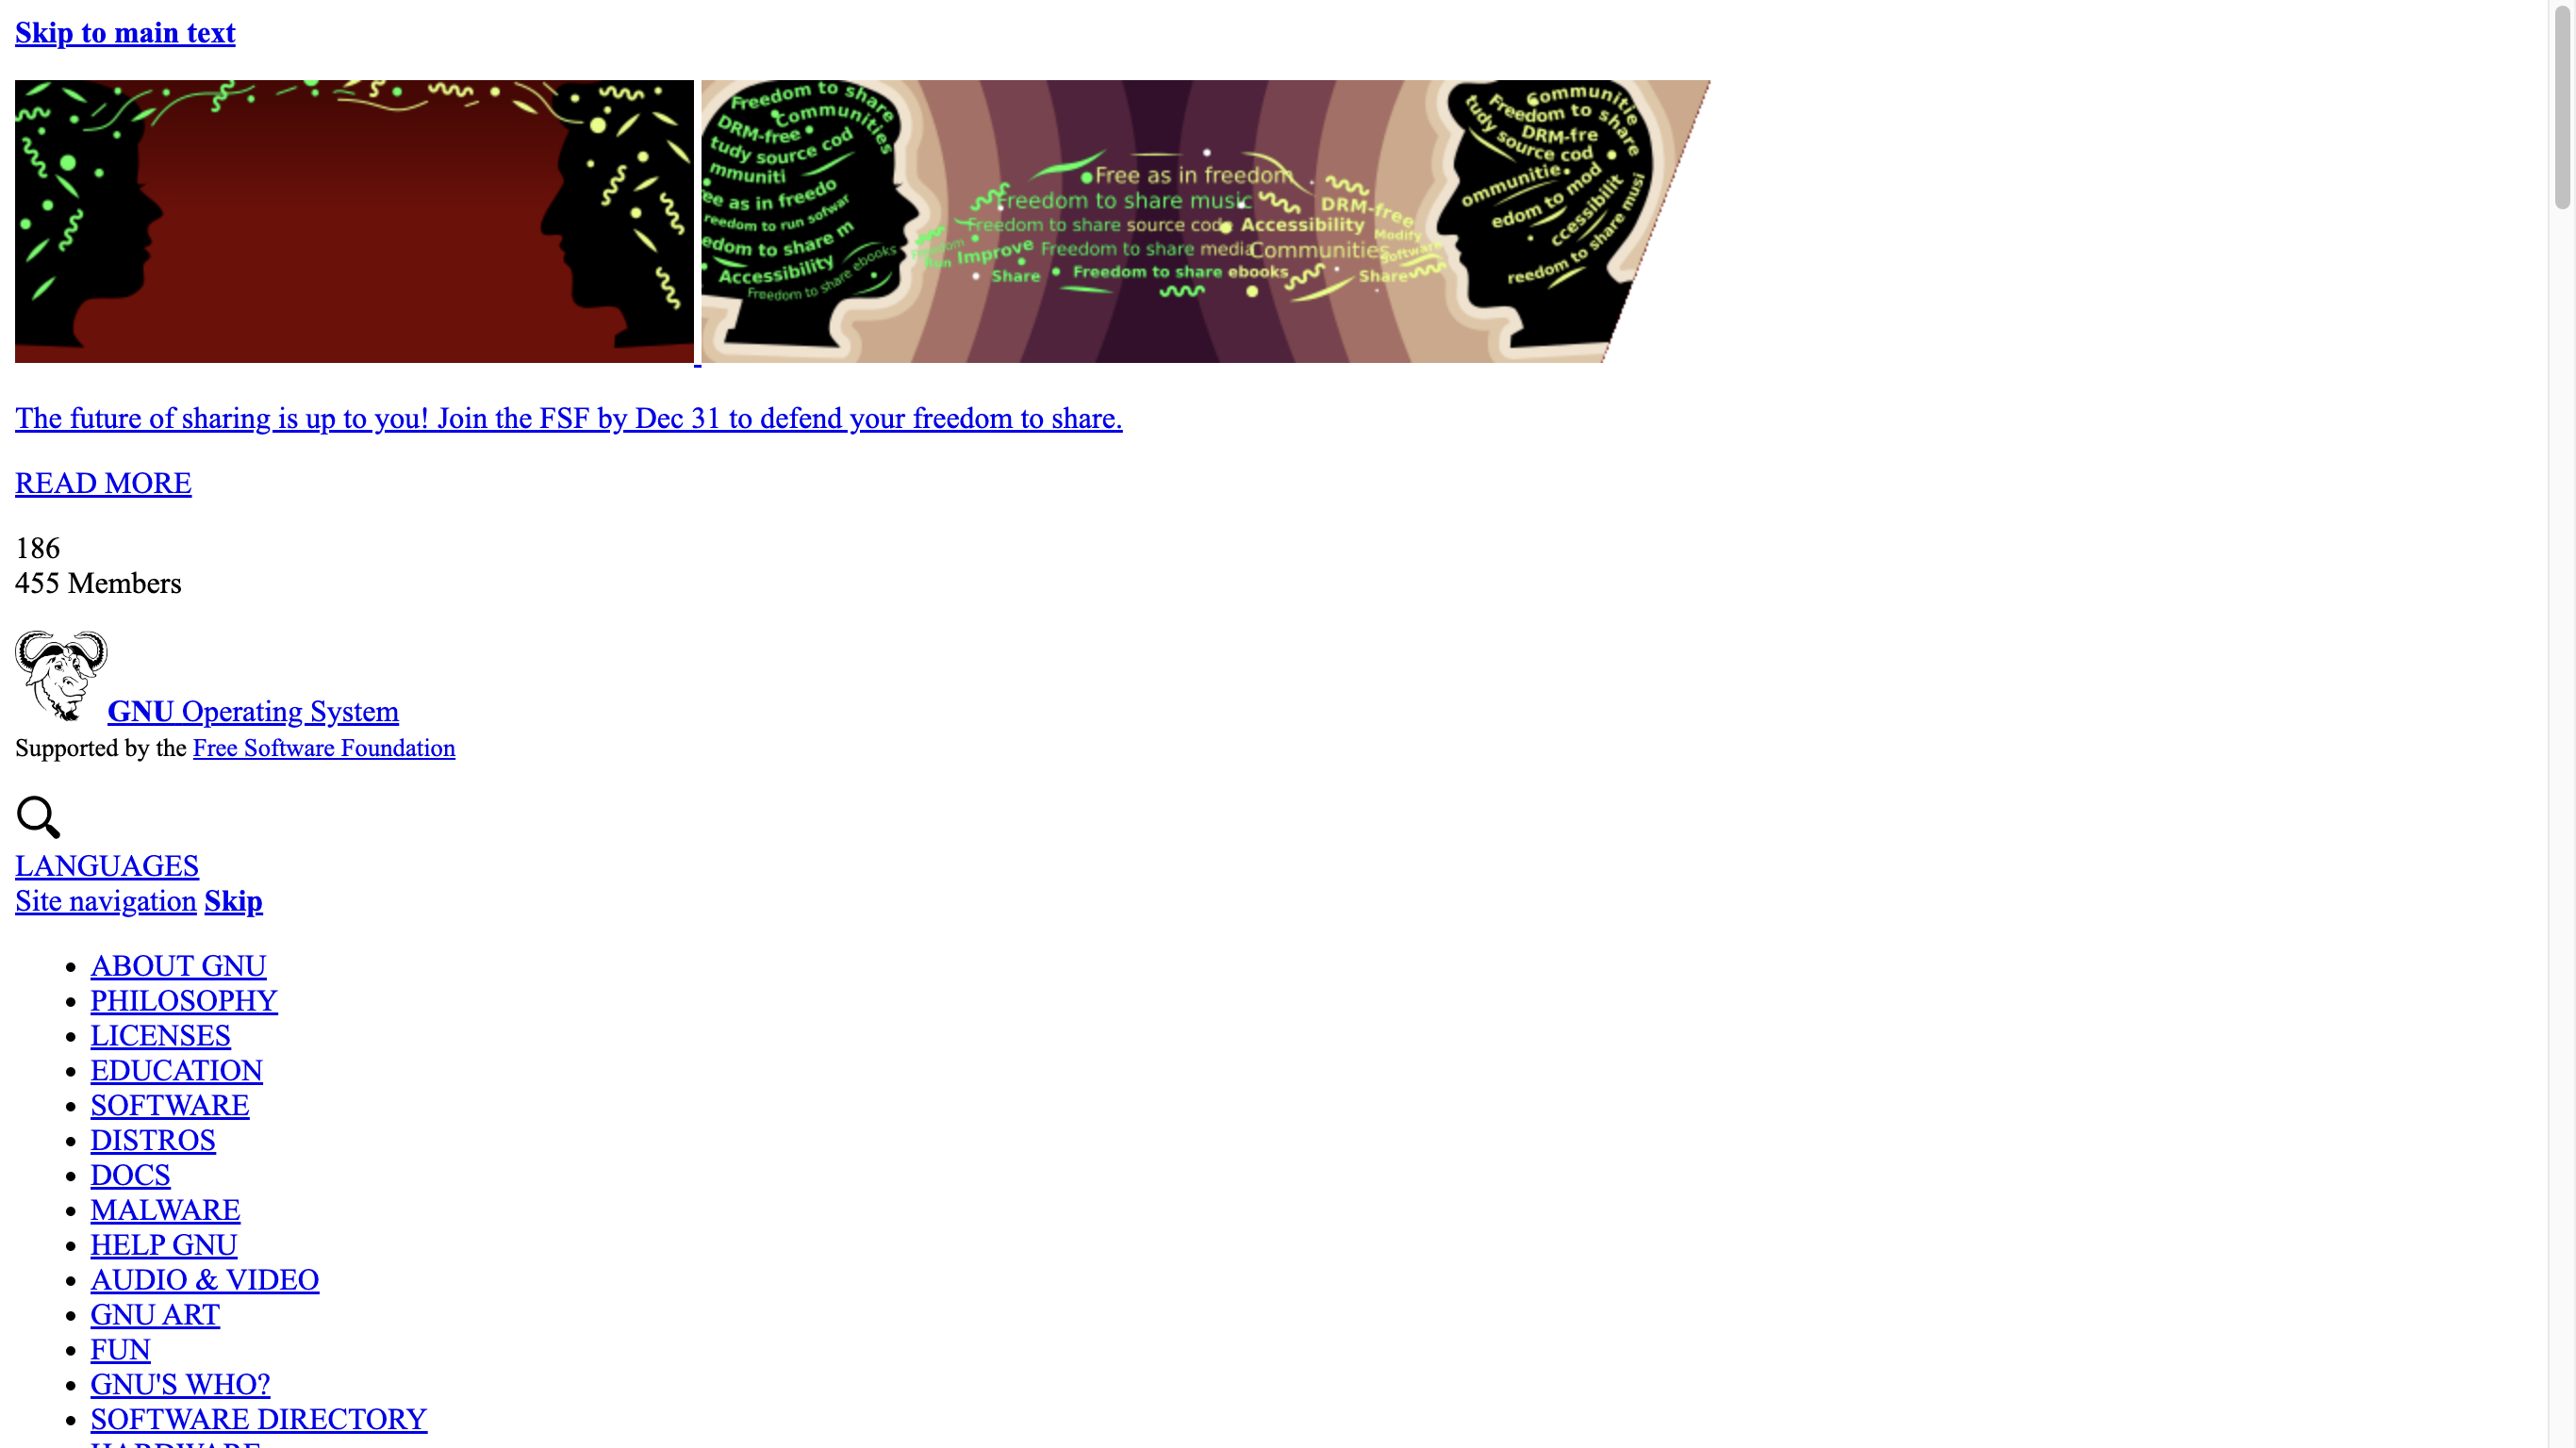 Skip to main text
Freedom to share
Communities
DRM-free
tudy source cod
mmuniti
ee as in freedo
reedom to run sofwar
edom to share m
Accessibility
Freedom to share ebooks
Free as in freedom
Freedom to share music
DRM-free
Freedom to share source code Accessibility
Modify
Freedom
Run Improve Freedom to share media Communities Software
Share Freedom to share ebooks Share
Communitie
Freedom to share
DRM-fre
tudy source cod
ommunitie
edom to mod
ccessibilit
reedom to share musi
The future of sharing is up to you! Join the FSF by Dec 31 to defend your freedom to share.
READ MORE
186
455 Members
GNU Operating System
Supported by the Free Software Foundation
LANGUAGES
Site navigation Skip
ABOUT GNU
PHILOSOPHY
LICENSES
EDUCATION
SOFTWARE
DISTROS
DOCS
MALWARE
HELP GNU
AUDIO & VIDEO
GNU ART
FUN
GNU'S WHO?
SOFTWARE DIRECTORY
HARDWARE